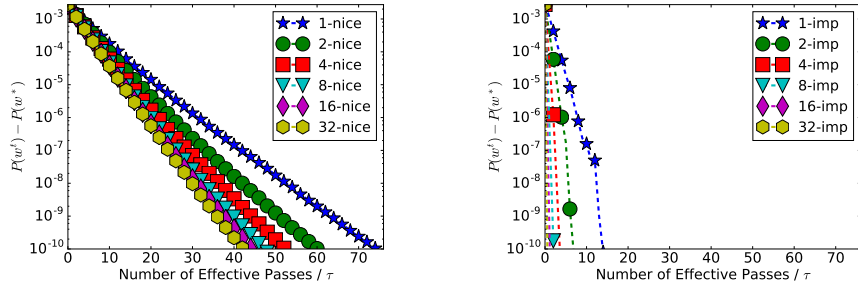 10⁻³
10⁻⁴
10⁻⁵
10⁻⁶
10⁻⁷
10⁻⁸
10⁻⁹
10⁻¹⁰
P(wᵗ) − P(w*)
0 10 20 30 40 50 60 70
Number of Effective Passes / τ
1-nice
2-nice
4-nice
8-nice
16-nice
32-nice
10⁻³
10⁻⁴
10⁻⁵
10⁻⁶
10⁻⁷
10⁻⁸
10⁻⁹
10⁻¹⁰
P(wᵗ) − P(w*)
0 10 20 30 40 50 60 70
Number of Effective Passes / τ
1-imp
2-imp
4-imp
8-imp
16-imp
32-imp